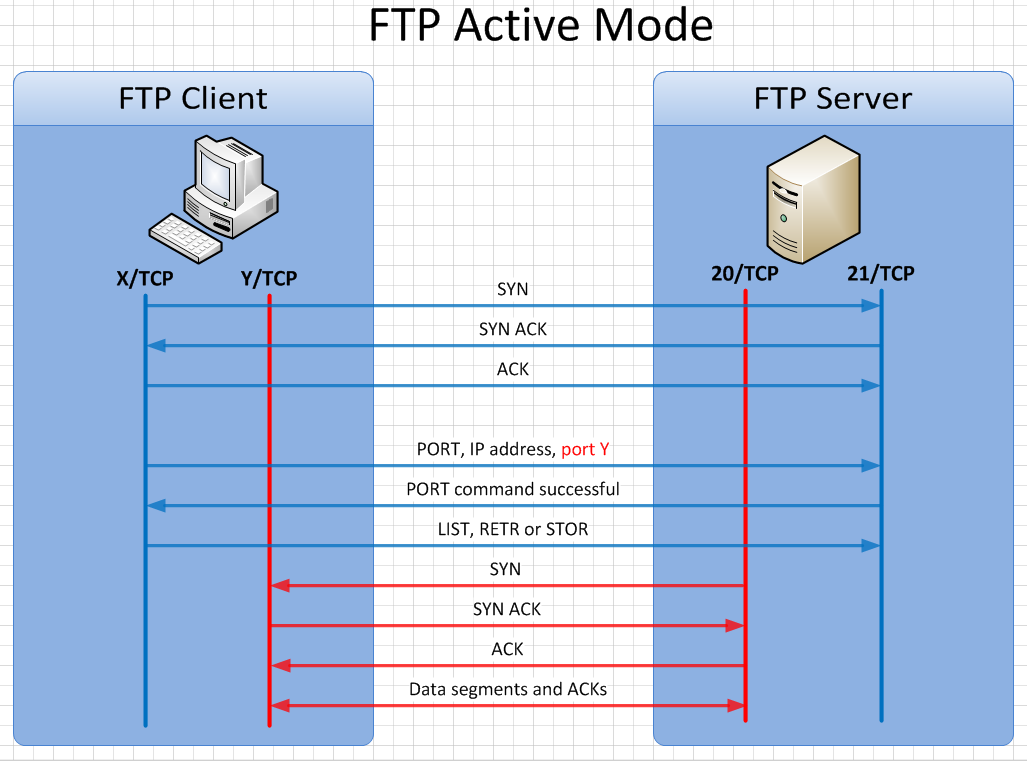 FTP Active Mode
FTP Client
FTP Server
X/TCP
Y/TCP
20/TCP
21/TCP
SYN
SYN ACK
ACK
PORT, IP address, port Y
PORT command successful
LIST, RETR or STOR
SYN
SYN ACK
ACK
Data segments and ACKs